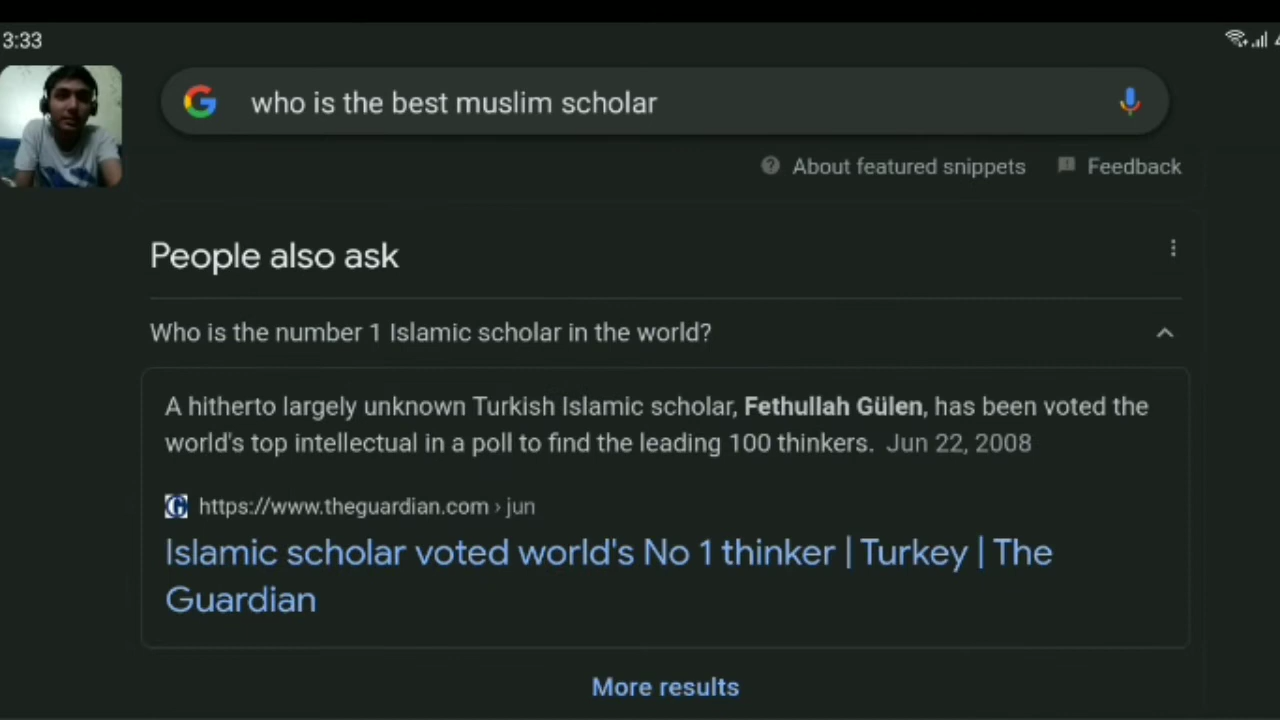 3:33
who is the best muslim scholar
About featured snippets Feedback
People also ask
Who is the number 1 Islamic scholar in the world?
A hitherto largely unknown Turkish Islamic scholar, Fethullah Gülen, has been voted the
world's top intellectual in a poll to find the leading 100 thinkers. Jun 22, 2008
https://www.theguardian.com › jun
Islamic scholar voted world's No 1 thinker | Turkey | The
Guardian
More results